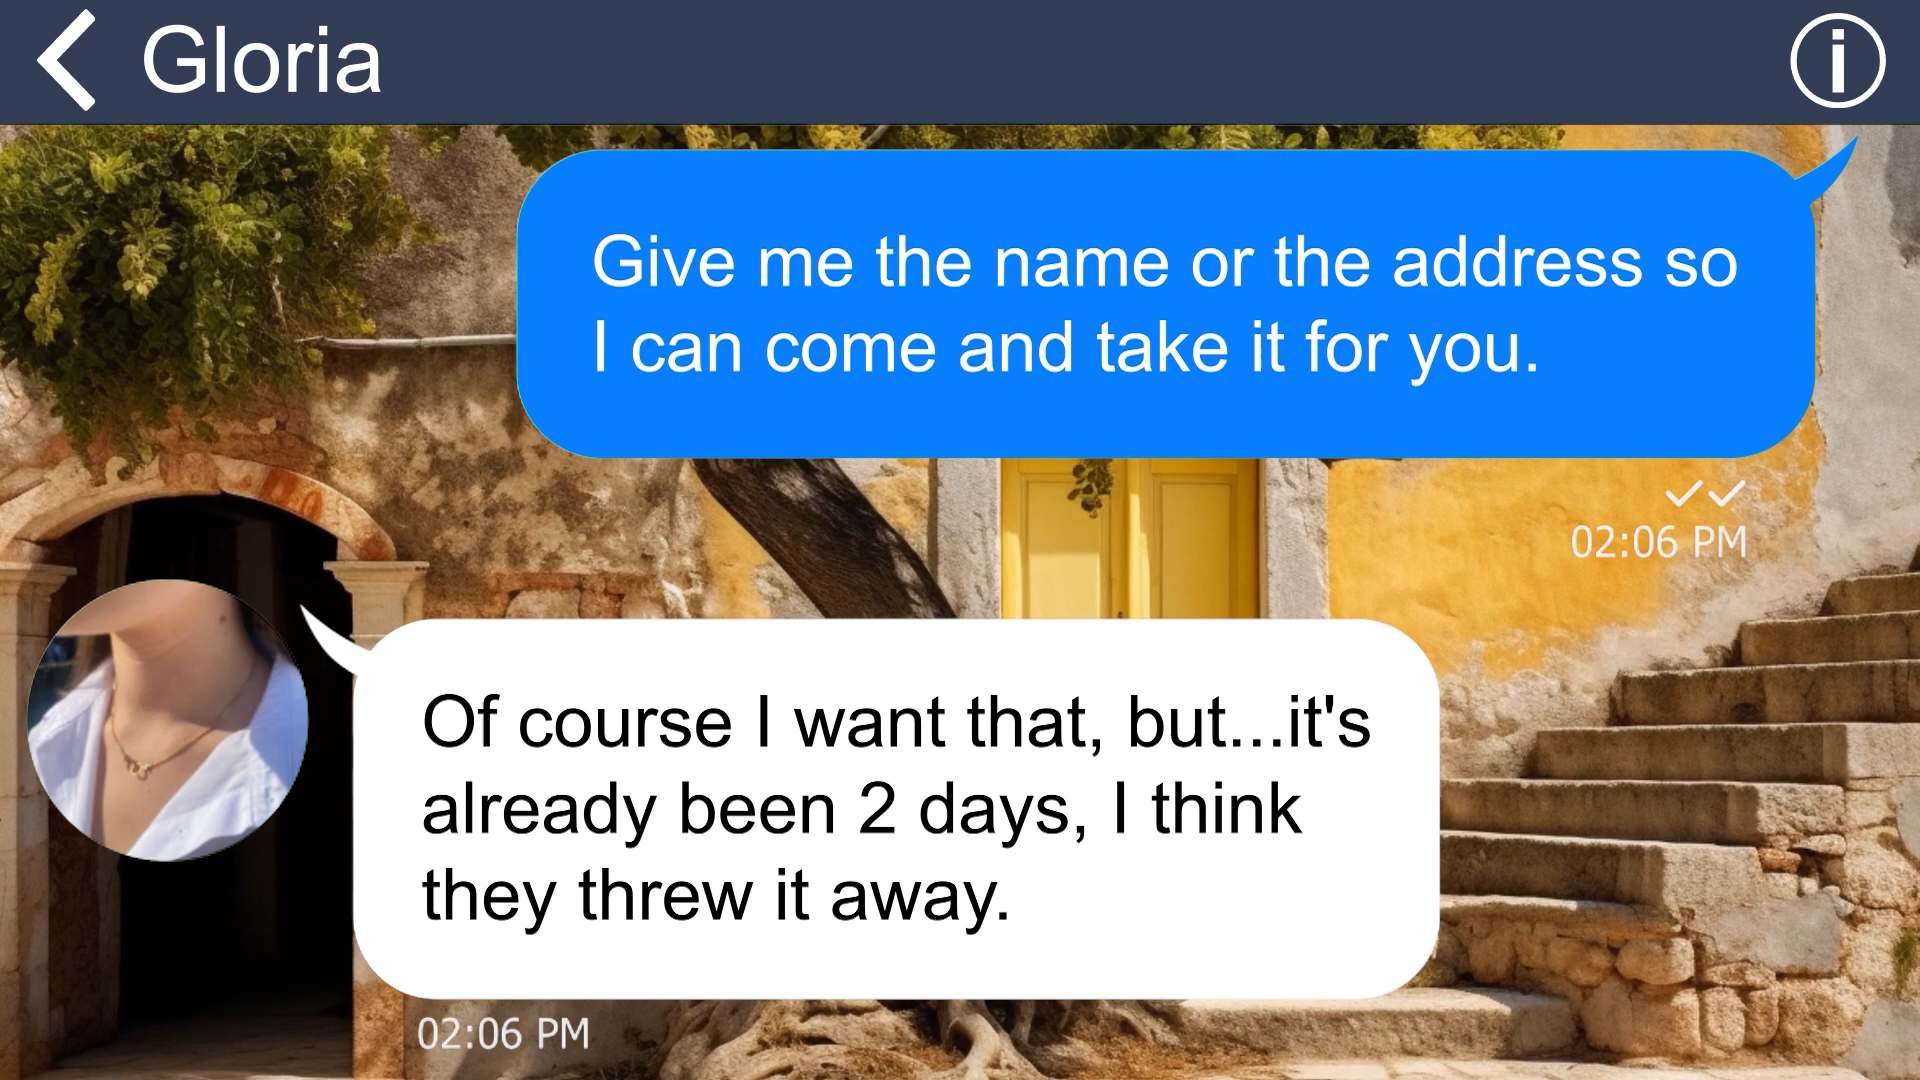 Gloria
Give me the name or the address so
I can come and take it for you.
02:06 PM
Of course I want that, but...it's
already been 2 days, I think
they threw it away.
02:06 PM